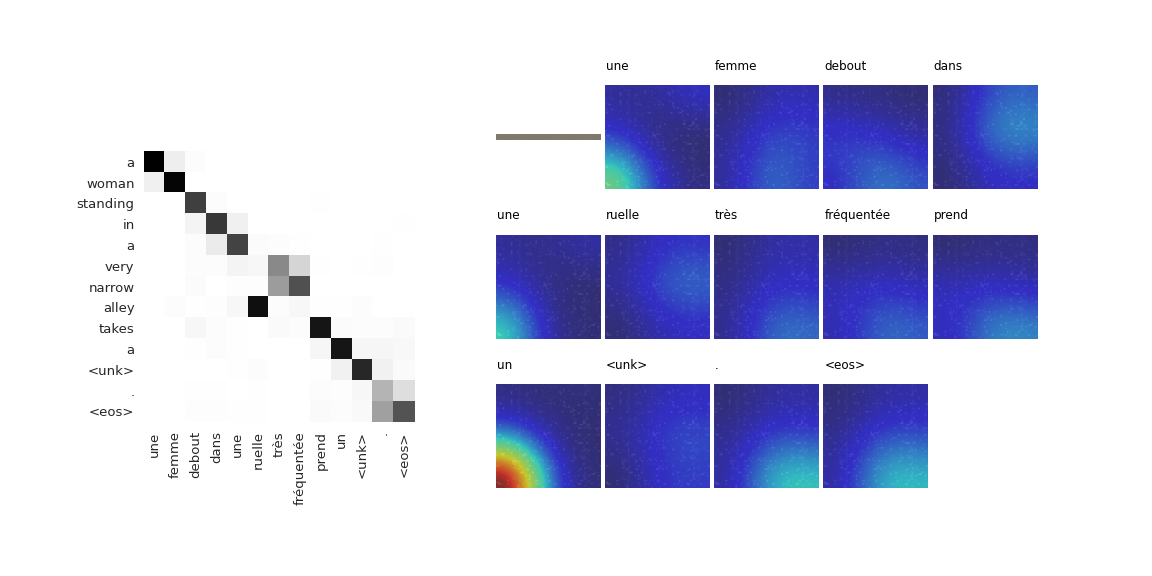 a
woman
standing
in
a
very
narrow
alley
takes
a
<unk>
.
<eos>
une femme debout dans une ruelle très fréquentée prend un <unk> . <eos>
une femme debout dans
une ruelle très fréquentée prend
un <unk> . <eos>